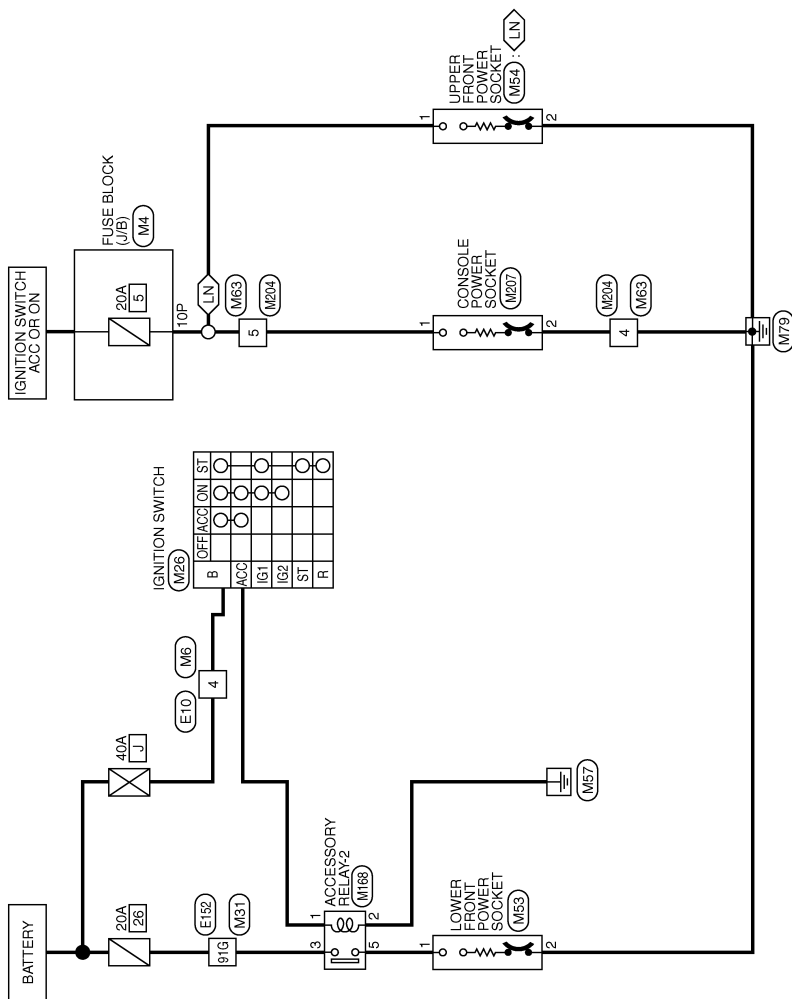 BATTERY
20A
26
40A
J
E152
M31
91G
E10
M6
4
IGNITION SWITCH
M26
OFF ACC ON ST
B
ACC
IG1
IG2
ST
R
ACCESSORY
RELAY-2
M168
3
1
5
2
LOWER
FRONT
POWER
SOCKET
M53
1
2
M57
IGNITION SWITCH
ACC OR ON
FUSE BLOCK
(J/B)
M4
20A
5
10P
LN
M63
M204
5
CONSOLE
POWER
SOCKET
M207
1
2
M204
M63
4
UPPER
FRONT
POWER
SOCKET
M54 : LN
1
2
M79